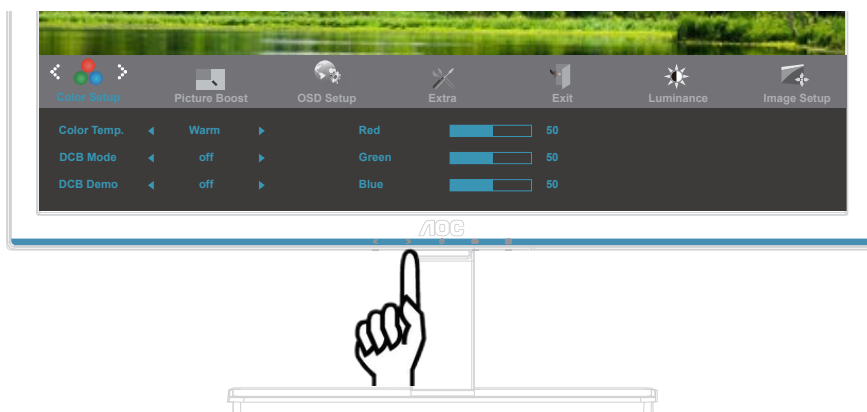 Color Setup
Picture Boost
OSD Setup
Extra
Exit
Luminance
Image Setup
Color Temp. Warm Red 50
DCB Mode off Green 50
DCB Demo off Blue 50
AOC